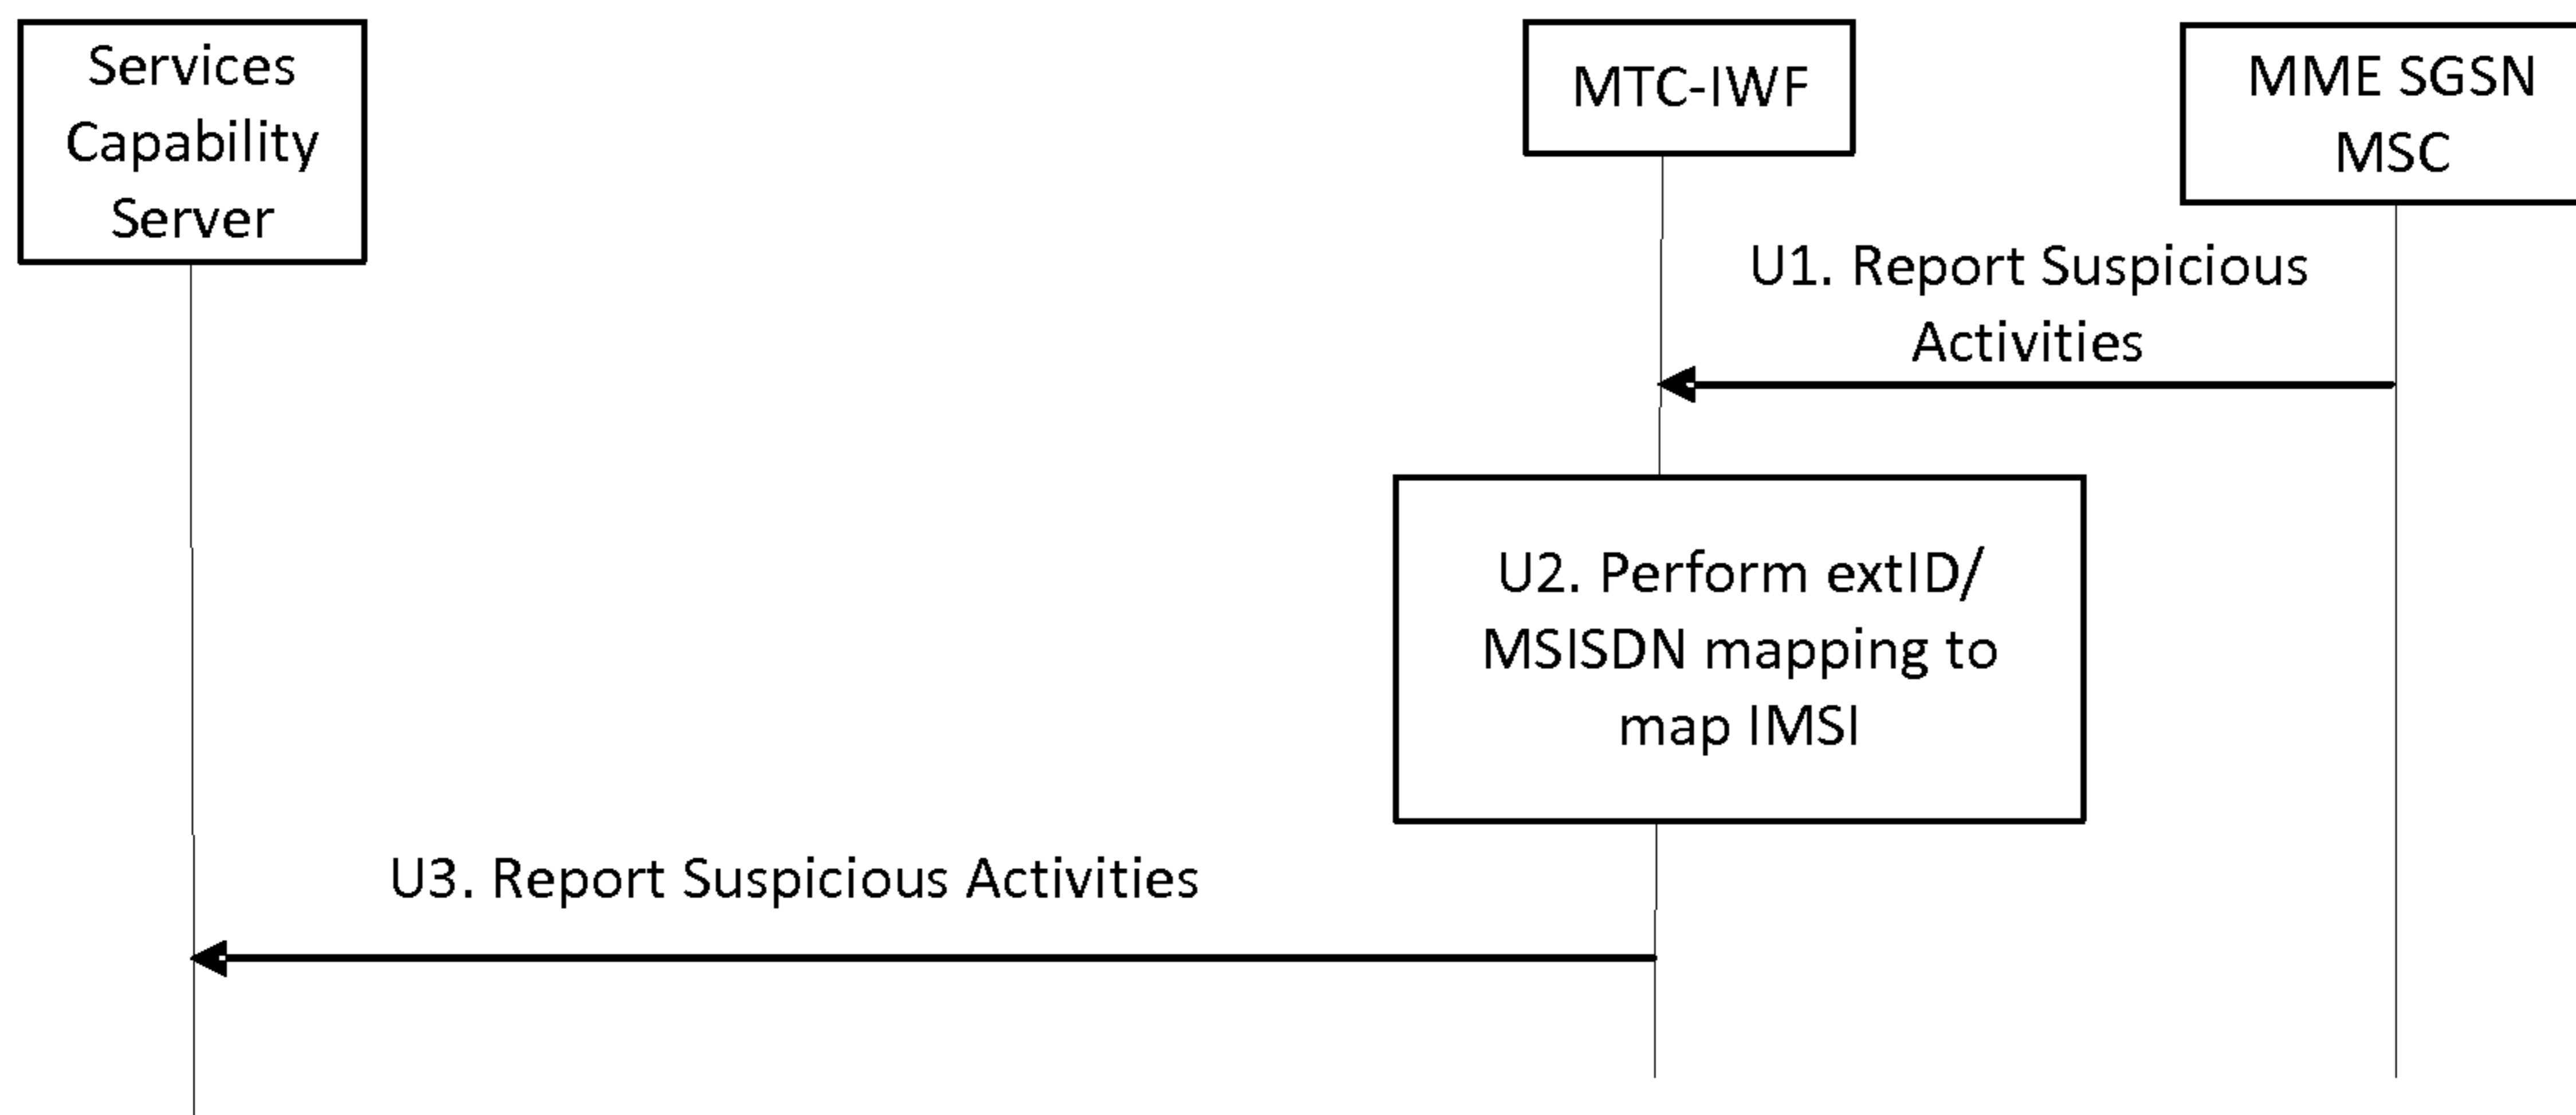 Services
Capability
Server
MTC-IWF
MME SGSN
MSC
U1. Report Suspicious
Activities
U2. Perform extID/
MSISDN mapping to
map IMSI
U3. Report Suspicious Activities